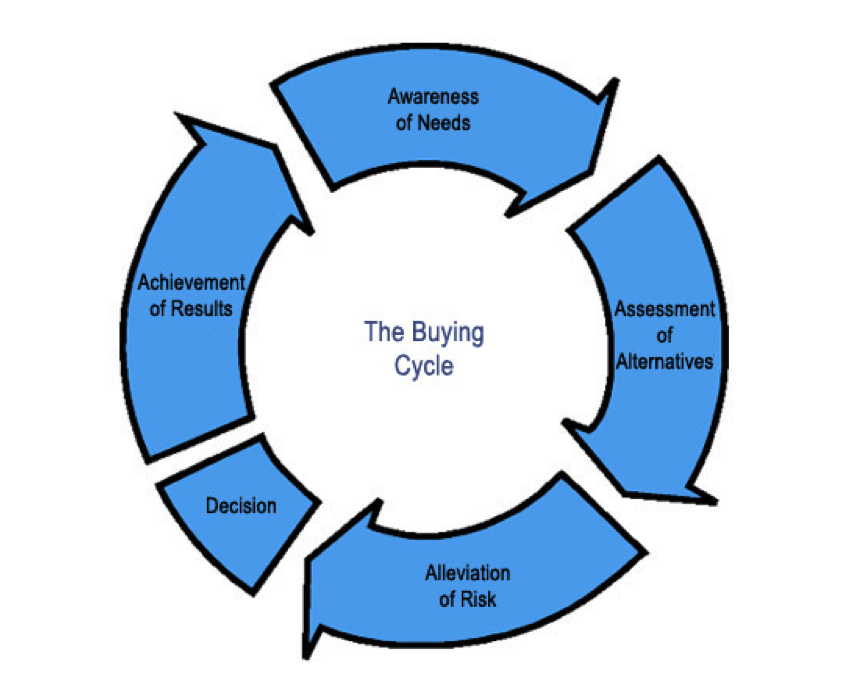 Awareness
of Needs
Assessment
of
Alternatives
Alleviation
of Risk
Decision
Achievement
of Results
The Buying
Cycle